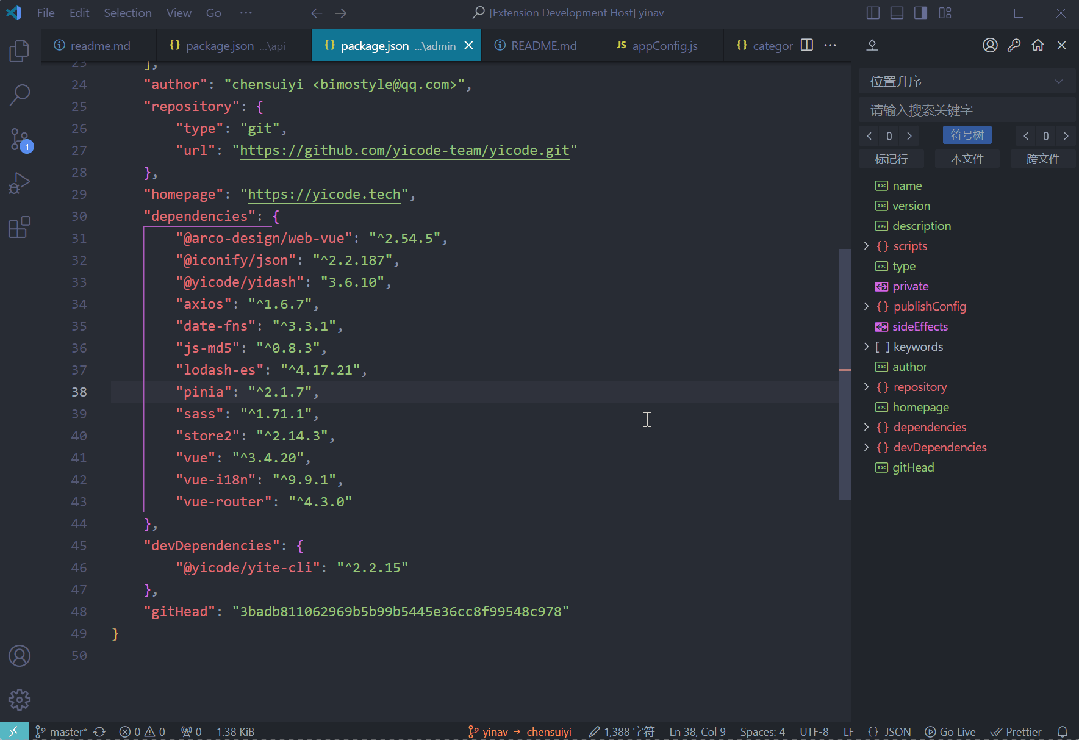 File Edit Selection View Go ··· [Extension Development Host] yinav
readme.md package.json ...\api package.json ...\admin README.md JS appConfig.js categor
],
24 "author": "chensuiyi <bimostyle@qq.com>",
25 "repository": {
26 "type": "git",
27 "url": "https://github.com/yicode-team/yicode.git"
28 },
29 "homepage": "https://yicode.tech",
30 "dependencies": {
31 "@arco-design/web-vue": "^2.54.5",
32 "@iconify/json": "^2.2.187",
33 "@yicode/yidash": "3.6.10",
34 "axios": "^1.6.7",
35 "date-fns": "^3.3.1",
36 "js-md5": "^0.8.3",
37 "lodash-es": "^4.17.21",
38 "pinia": "^2.1.7",
39 "sass": "^1.71.1",
40 "store2": "^2.14.3",
41 "vue": "^3.4.20",
42 "vue-i18n": "^9.9.1",
43 "vue-router": "^4.3.0"
44 },
45 "devDependencies": {
46 "@yicode/yite-cli": "^2.2.15"
47 },
48 "gitHead": "3badb811062969b5b99b5445e36cc8f99548c978"
49 }
50
位置升序
请输入搜索关键字
< 0 > 符号树 < 0 >
标记行 本文件 跨文件
name
version
description
{} scripts
type
private
{} publishConfig
sideEffects
[ ] keywords
author
{} repository
homepage
{} dependencies
{} devDependencies
gitHead
1
master* 0 0 0 1.38 KiB yinav → chensuiyi 1,388 字符 Ln 38, Col 9 Spaces: 4 UTF-8 LF {} JSON Go Live Prettier